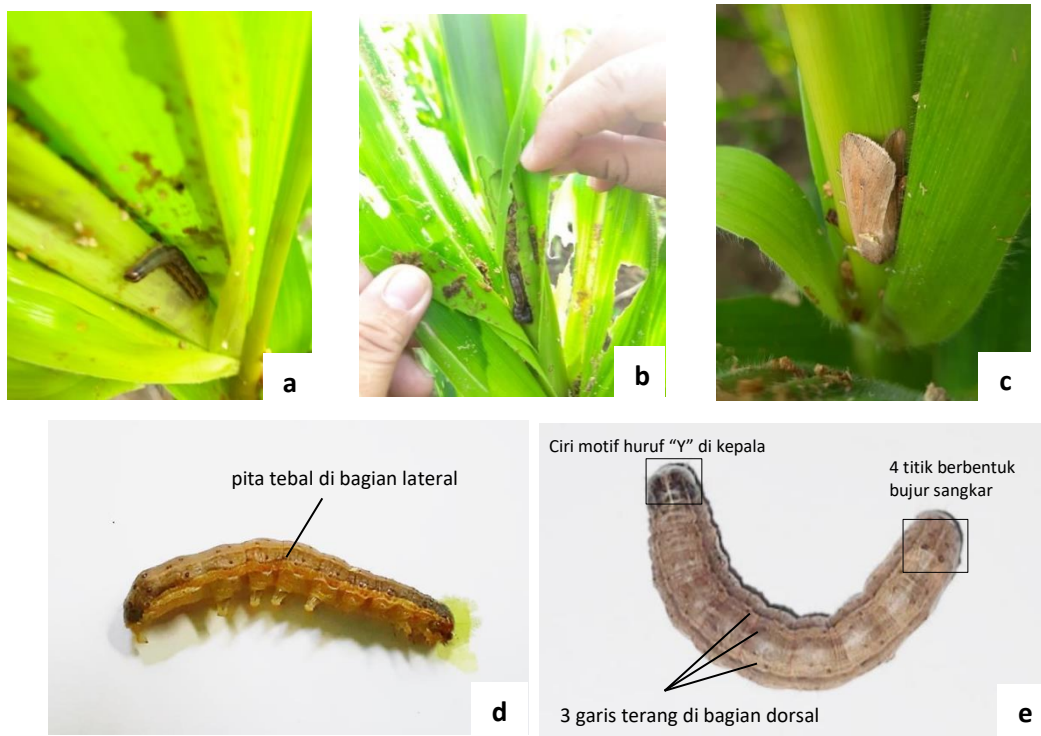 a
b
c
pita tebal di bagian lateral
d
Ciri motif huruf “Y” di kepala
4 titik berbentuk
bujur sangkar
3 garis terang di bagian dorsal
e